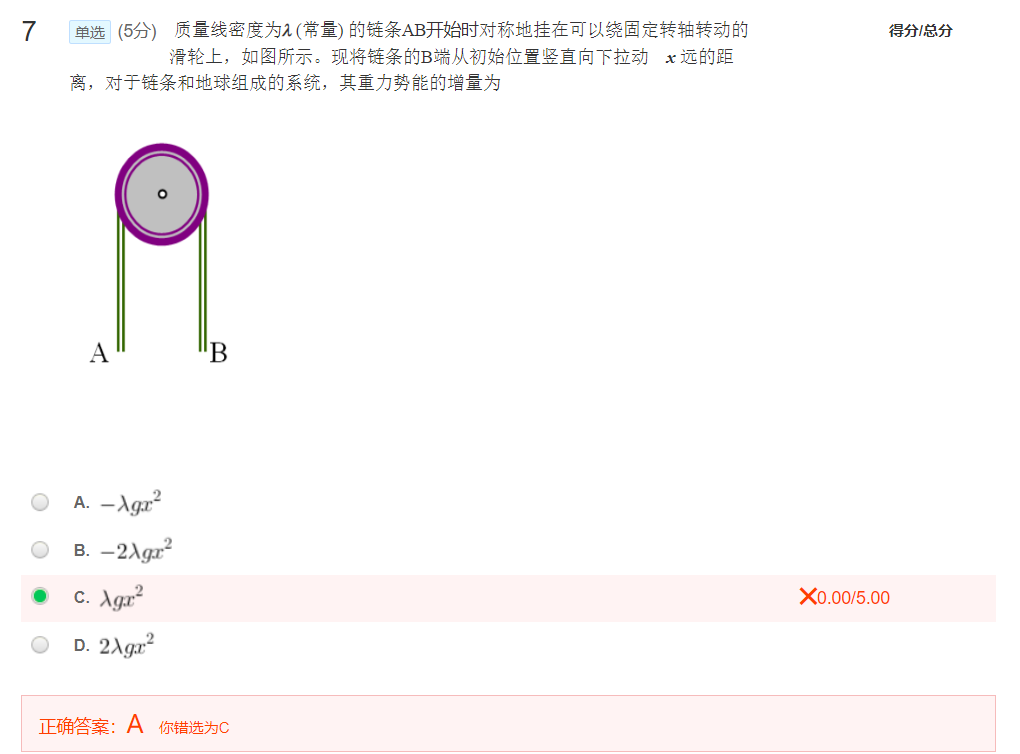 7 单选 (5分) 质量线密度为λ (常量) 的链条AB开始时对称地挂在可以绕固定转轴转动的 得分/总分
滑轮上，如图所示。现将链条的B端从初始位置竖直向下拉动 x 远的距
离，对于链条和地球组成的系统，其重力势能的增量为
A B
A. −λgx²
B. −2λgx²
C. λgx² ×0.00/5.00
D. 2λgx²
正确答案：A 你错选为C